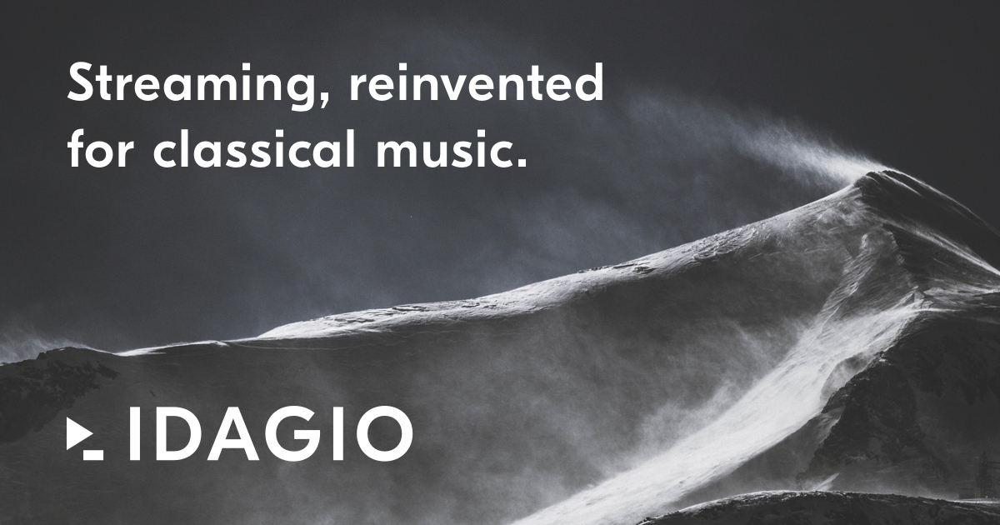 Streaming, reinvented
for classical music.
IDAGIO